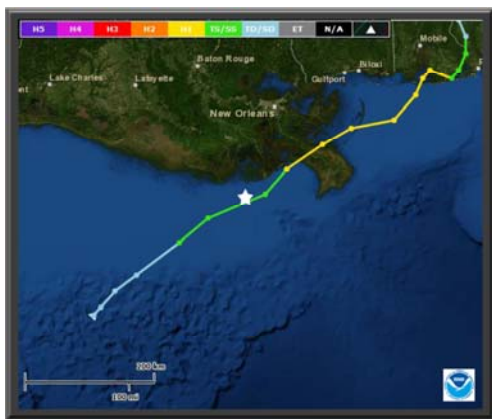 H5 H4 H3 H2 H1 TS/SS TD/SD ET N/A
Mobile
Baton Rouge
Biloxi
Lake Charles
Lafayette
Gulfport
New Orleans
200 km
100 mi